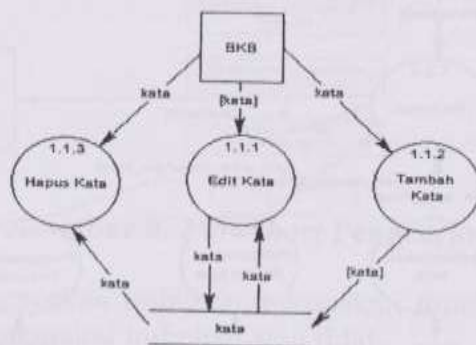 BKB
kata
[kata]
kata
1.1.3
Hapus Kata
1.1.1
Edit Kata
1.1.2
Tambah
Kata
kata
kata
kata
[kata]
kata